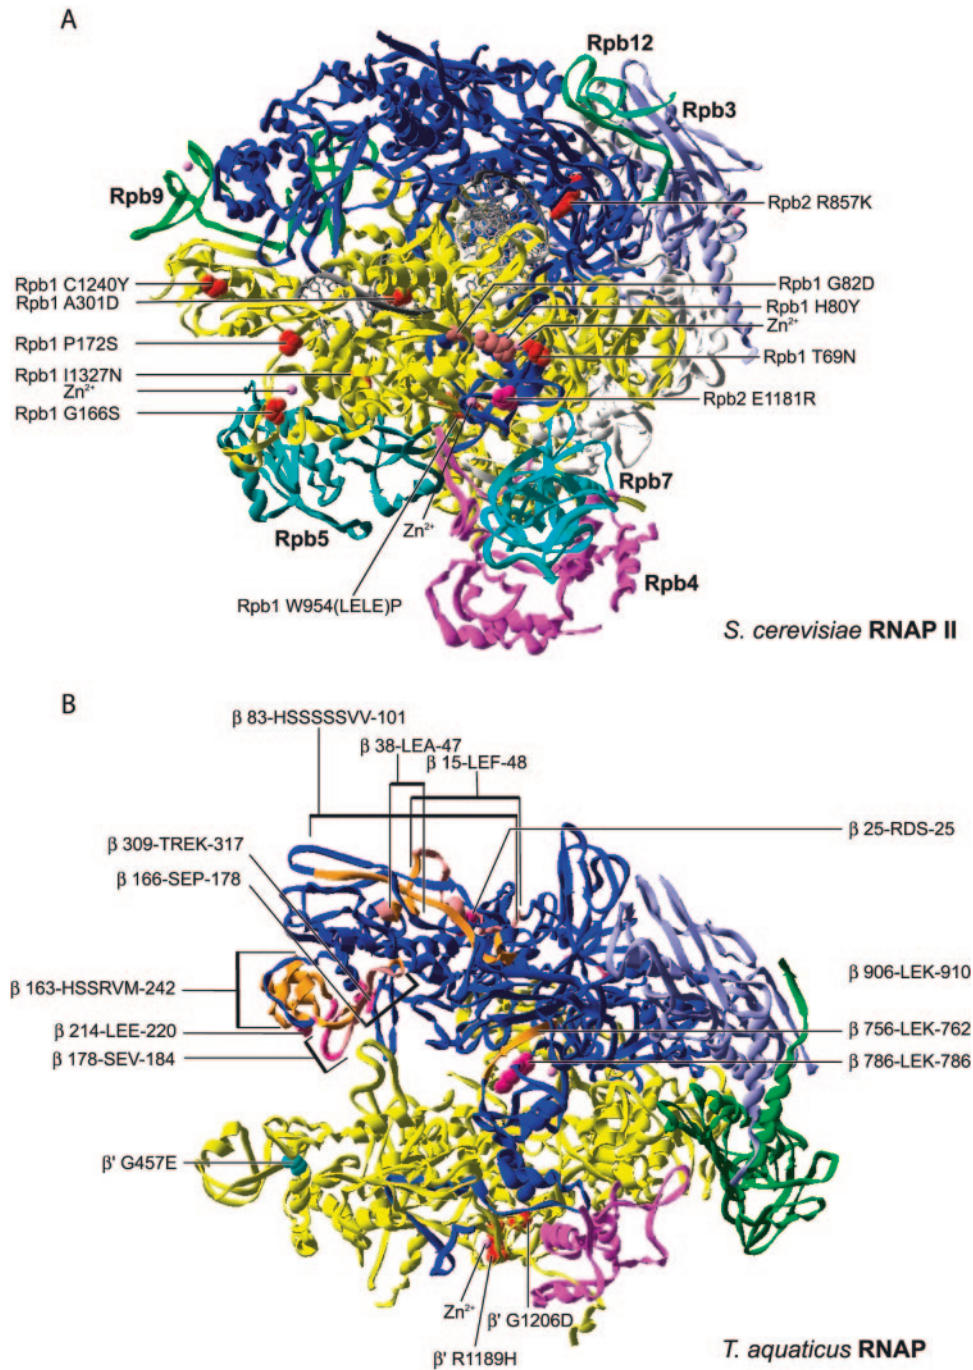 A
Rpb12
Rpb3
Rpb9
Rpb2 R857K
Rpb1 C1240Y
Rpb1 A301D
Rpb1 G82D
Rpb1 H80Y
Zn²⁺
Rpb1 P172S
Rpb1 T69N
Rpb1 I1327N
Zn²⁺
Rpb2 E1181R
Rpb1 G166S
Rpb7
Rpb5
Zn²⁺
Rpb4
Rpb1 W954(LELE)P
S. cerevisiae RNAP II
B
β 83-HSSSSSVV-101
β 38-LEA-47
β 15-LEF-48
β 309-TREK-317
β 25-RDS-25
β 166-SEP-178
β 163-HSSRVM-242
β 906-LEK-910
β 214-LEE-220
β 756-LEK-762
β 178-SEV-184
β 786-LEK-786
β' G457E
Zn²⁺
β' G1206D
β' R1189H
T. aquaticus RNAP